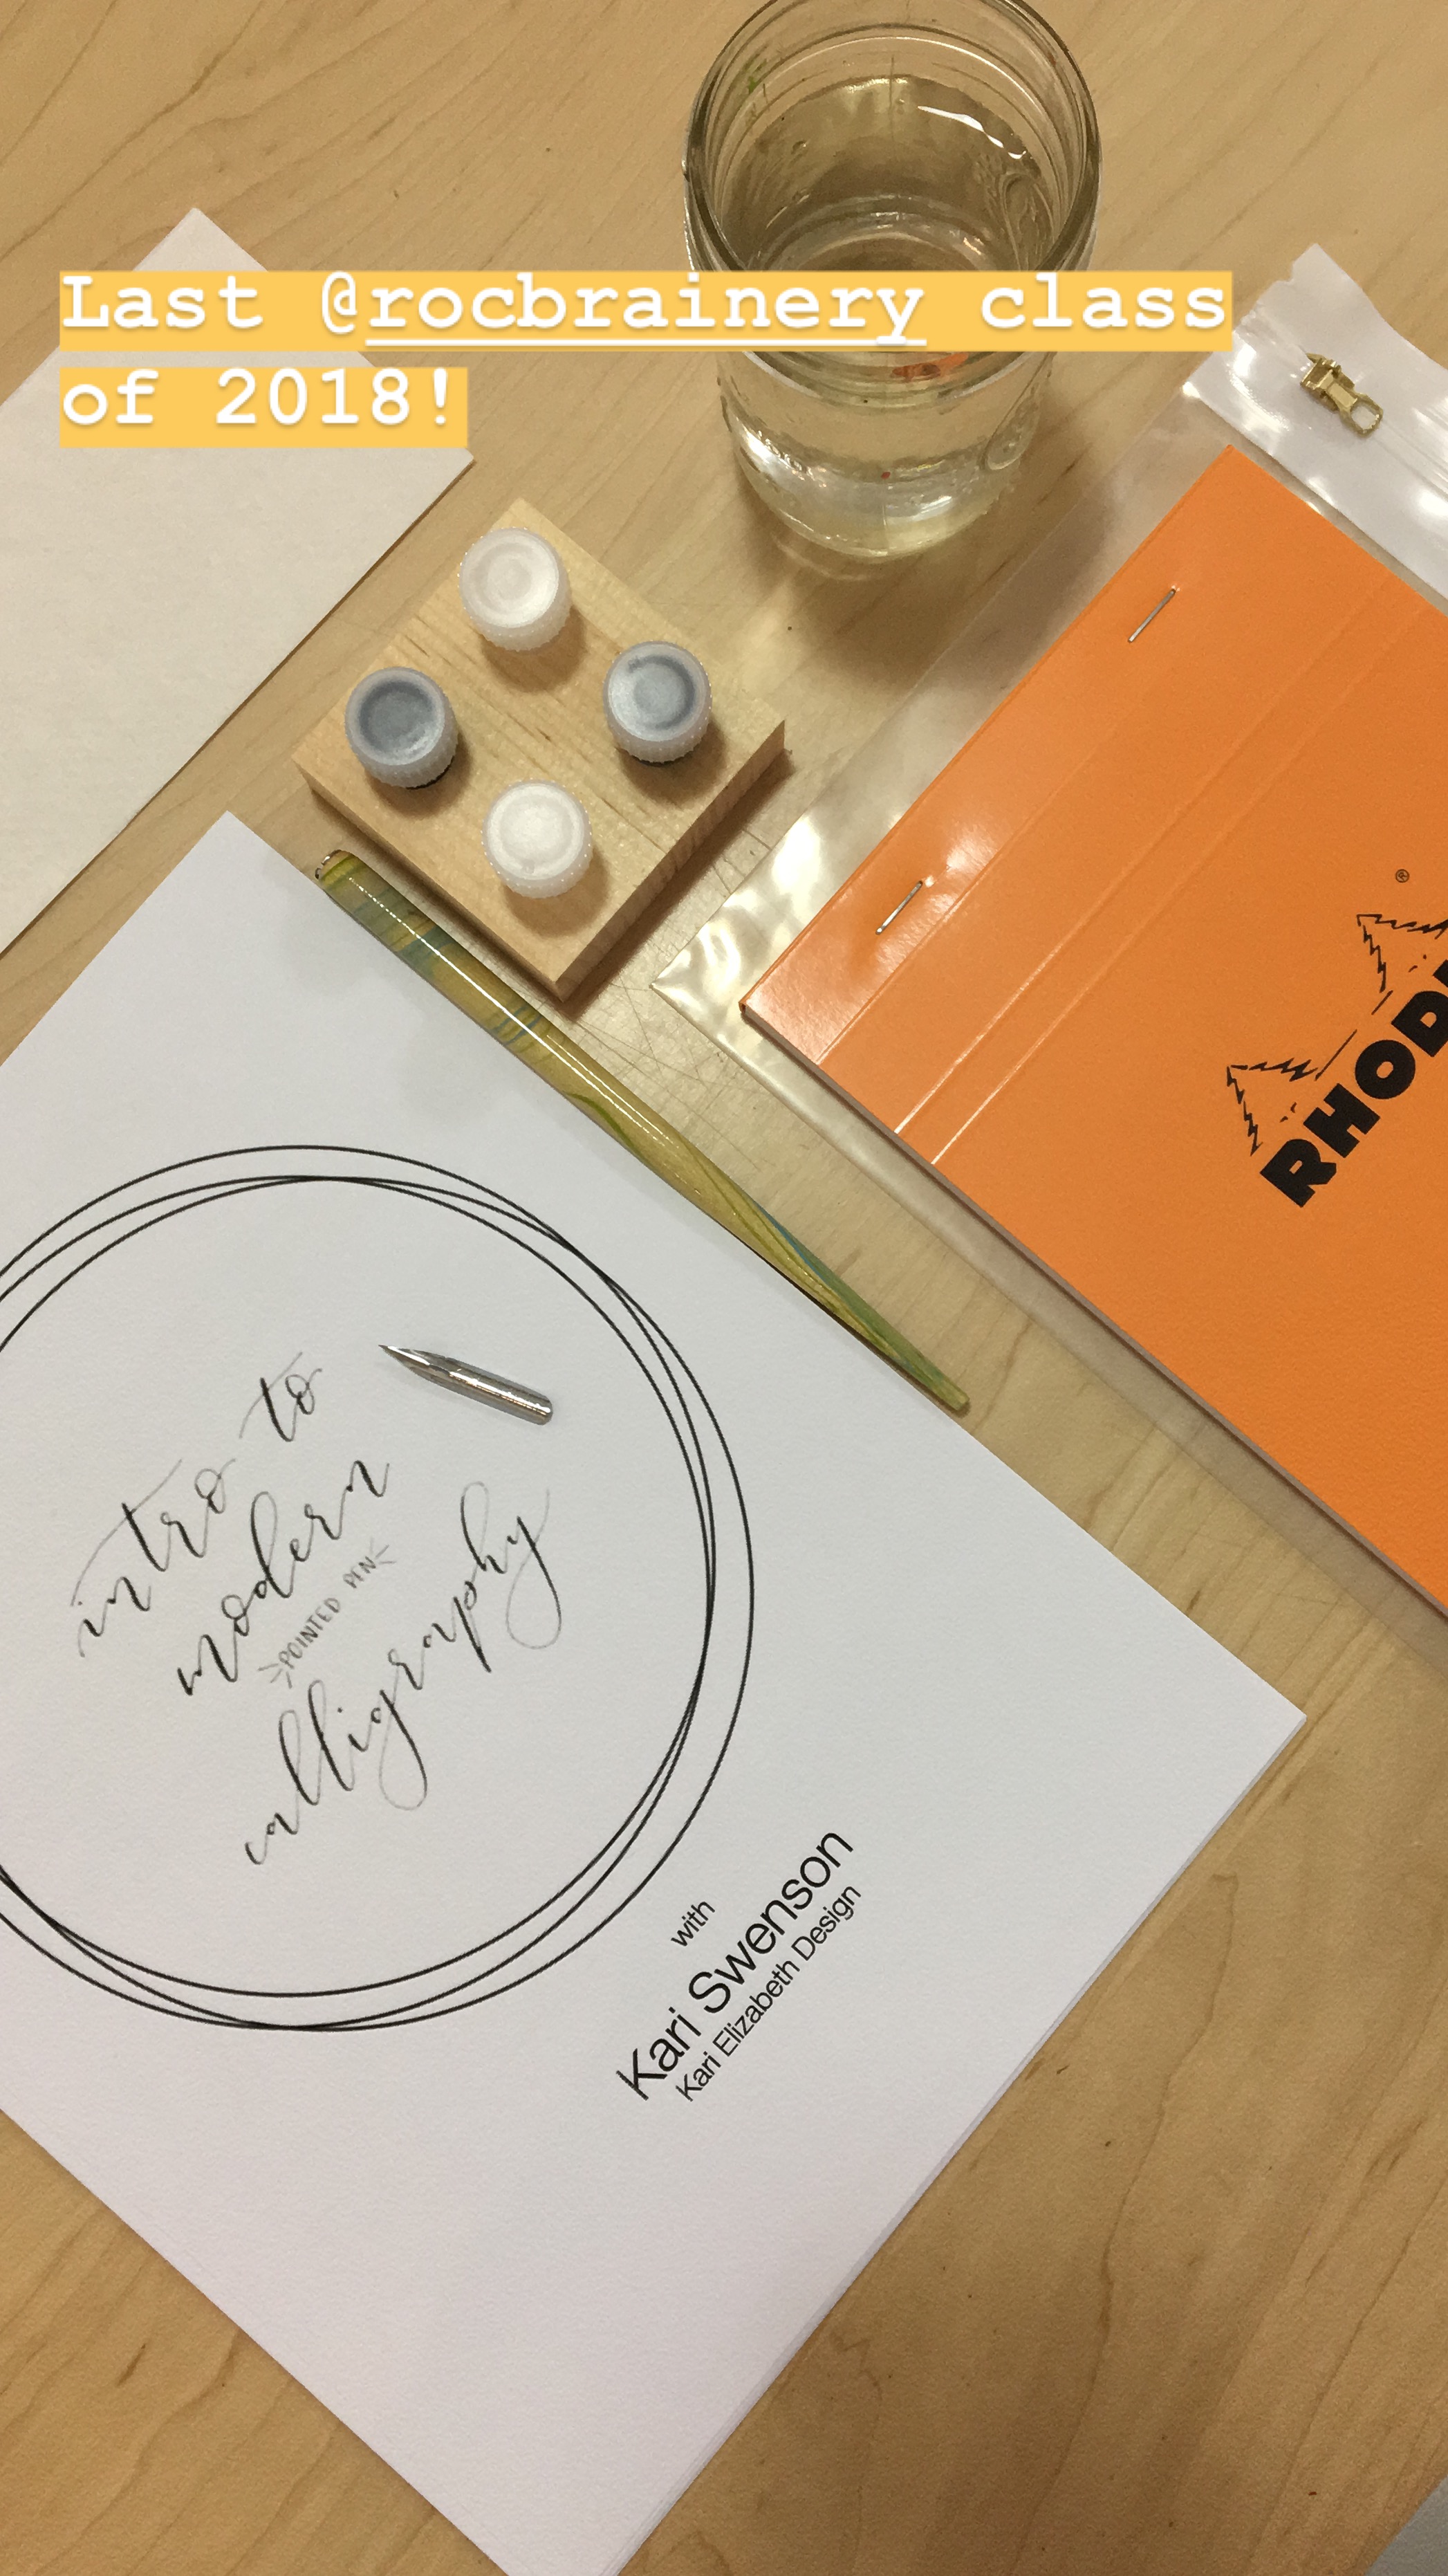 Last @rocbrainery class
of 2018!
®
RHOD
intro to
modern
POINTED PEN
calligraphy
with
Kari Swenson
Kari Elizabeth Design